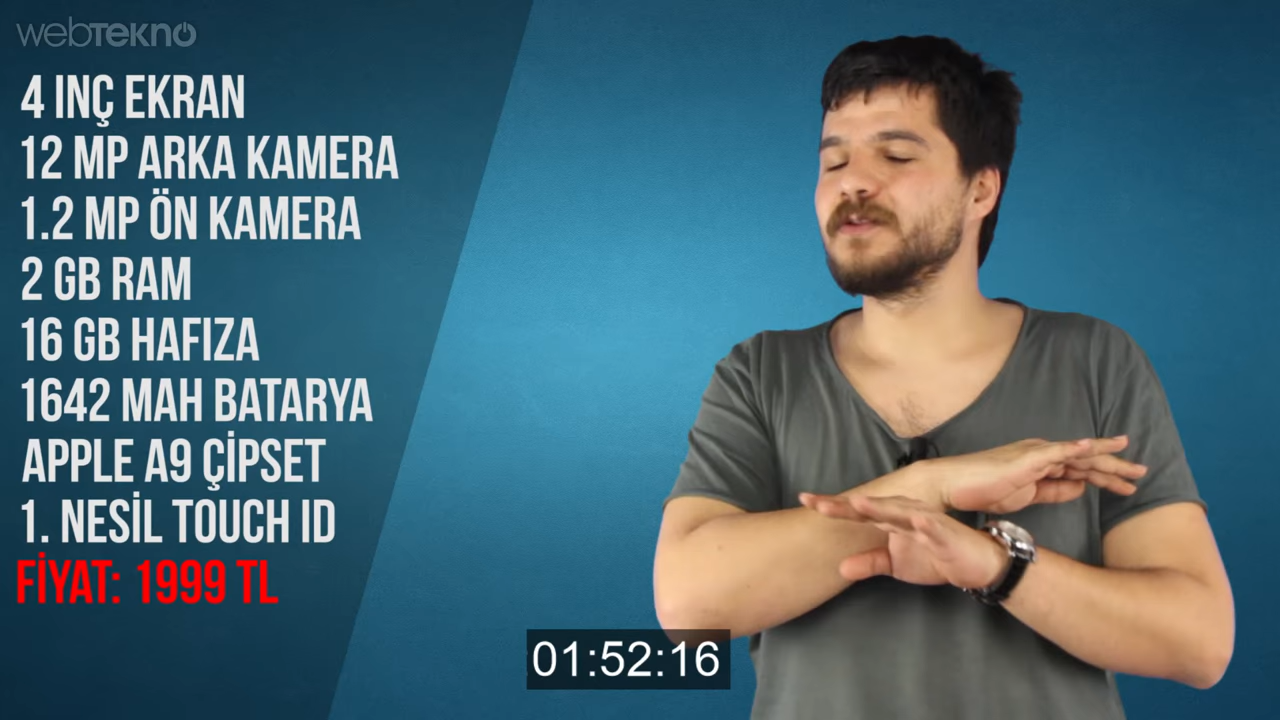 webTEKNO
4 INÇ EKRAN
12 MP ARKA KAMERA
1.2 MP ÖN KAMERA
2 GB RAM
16 GB HAFIZA
1642 MAH BATARYA
APPLE A9 ÇİPSET
1. NESİL TOUCH ID
FİYAT: 1999 TL
01:52:16